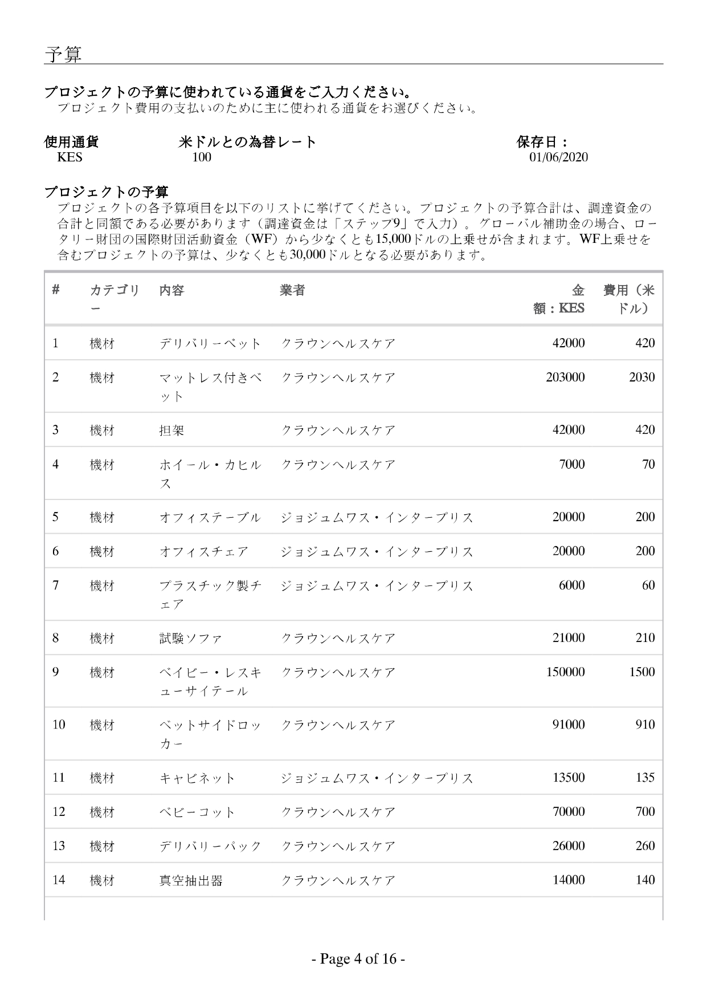 予算
プロジェクトの予算に使われている通貨をご入力ください。
プロジェクト費用の支払いのために主に使われる通貨をお選びください。
使用通貨 米ドルとの為替レート 保存日：
KES 100 01/06/2020
プロジェクトの予算
プロジェクトの各予算項目を以下のリストに挙げてください。プロジェクトの予算合計は、調達資金の
合計と同額である必要があります（調達資金は「ステップ9」で入力）。グローバル補助金の場合、ロー
タリー財団の国際財団活動資金（WF）から少なくとも15,000ドルの上乗せが含まれます。WF上乗せを
含むプロジェクトの予算は、少なくとも30,000ドルとなる必要があります。
# カテゴリ 内容 業者 金 費用（米
ー 額：KES ドル）
1 機材 デリバリーベット クラウンヘルスケア 42000 420
2 機材 マットレス付きベ クラウンヘルスケア 203000 2030
ット
3 機材 担架 クラウンヘルスケア 42000 420
4 機材 ホイール・カヒル クラウンヘルスケア 7000 70
ス
5 機材 オフィステーブル ジョジュムワス・インタープリス 20000 200
6 機材 オフィスチェア ジョジュムワス・インタープリス 20000 200
7 機材 プラスチック製チ ジョジュムワス・インタープリス 6000 60
ェア
8 機材 試験ソファ クラウンヘルスケア 21000 210
9 機材 ベイビー・レスキ クラウンヘルスケア 150000 1500
ューサイテール
10 機材 ベットサイドロッ クラウンヘルスケア 91000 910
カー
11 機材 キャビネット ジョジュムワス・インタープリス 13500 135
12 機材 ベビーコット クラウンヘルスケア 70000 700
13 機材 デリバリーパック クラウンヘルスケア 26000 260
14 機材 真空抽出器 クラウンヘルスケア 14000 140
- Page 4 of 16 -